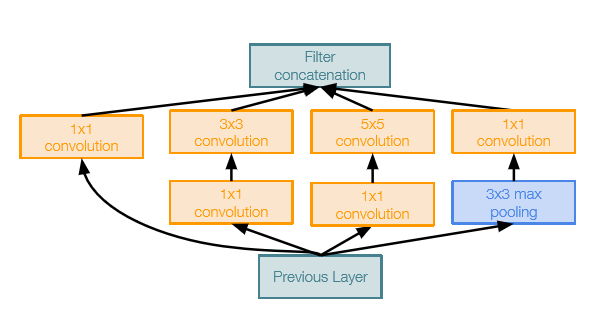 Filter
concatenation
1x1
convolution
3x3
convolution
5x5
convolution
1x1
convolution
1x1
convolution
1x1
convolution
3x3 max
pooling
Previous Layer